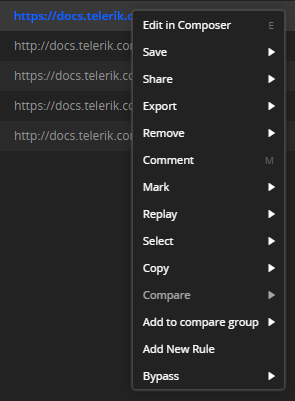 https://docs.telerik.c
Edit in Composer E
http://docs.telerik.con
Save
https://docs.telerik.co
Share
https://docs.telerik.co
Export
http://docs.telerik.con
Remove
Comment M
Mark
Replay
Select
Copy
Compare
Add to compare group
Add New Rule
Bypass